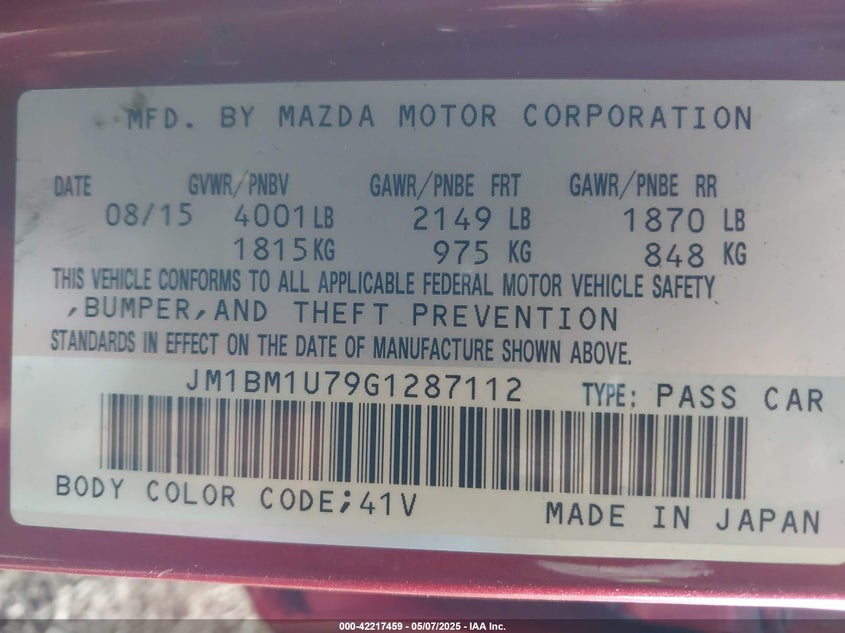 MFD. BY MAZDA MOTOR CORPORATION
DATE GVWR/PNBV GAWR/PNBE FRT GAWR/PNBE RR
08/15 4001LB 2149 LB 1870 LB
1815KG 975 KG 848 KG
THIS VEHICLE CONFORMS TO ALL APPLICABLE FEDERAL MOTOR VEHICLE SAFETY
,BUMPER,AND THEFT PREVENTION
STANDARDS IN EFFECT ON THE DATE OF MANUFACTURE SHOWN ABOVE.
JM1BM1U79G1287112 TYPE: PASS CAR
BODY COLOR CODE;41V MADE IN JAPAN
000-42217459 - 05/07/2025 - IAA Inc.